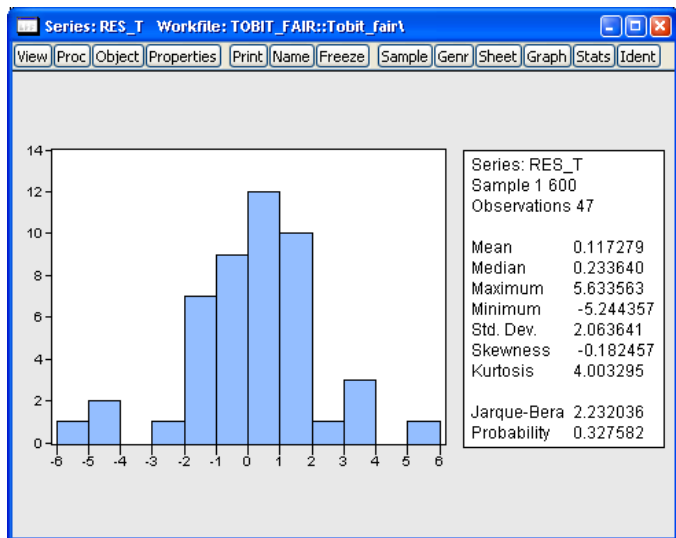 Series: RES_T Workfile: TOBIT_FAIR::Tobit_fair\
View Proc Object Properties Print Name Freeze Sample Genr Sheet Graph Stats Ident
14
12
10
8
6
4
2
0
-6 -5 -4 -3 -2 -1 0 1 2 3 4 5 6
Series: RES_T
Sample 1 600
Observations 47
Mean 0.117279
Median 0.233640
Maximum 5.633563
Minimum -5.244357
Std. Dev. 2.063641
Skewness -0.182457
Kurtosis 4.003295
Jarque-Bera 2.232036
Probability 0.327582